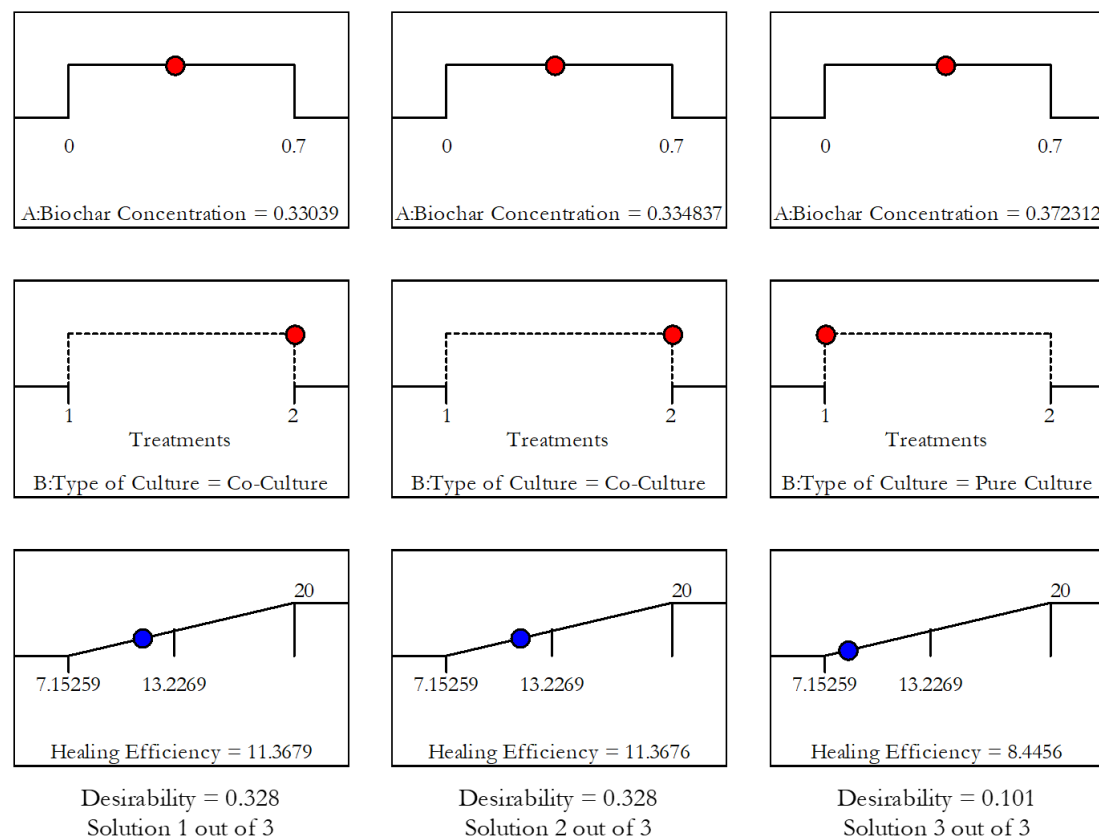 0 0.7
A:Biochar Concentration = 0.33039
0 0.7
A:Biochar Concentration = 0.334837
0 0.7
A:Biochar Concentration = 0.372312
1 2
Treatments
B:Type of Culture = Co-Culture
1 2
Treatments
B:Type of Culture = Co-Culture
1 2
Treatments
B:Type of Culture = Pure Culture
20
7.15259 13.2269
Healing Efficiency = 11.3679
20
7.15259 13.2269
Healing Efficiency = 11.3676
20
7.15259 13.2269
Healing Efficiency = 8.4456
Desirability = 0.328
Solution 1 out of 3
Desirability = 0.328
Solution 2 out of 3
Desirability = 0.101
Solution 3 out of 3